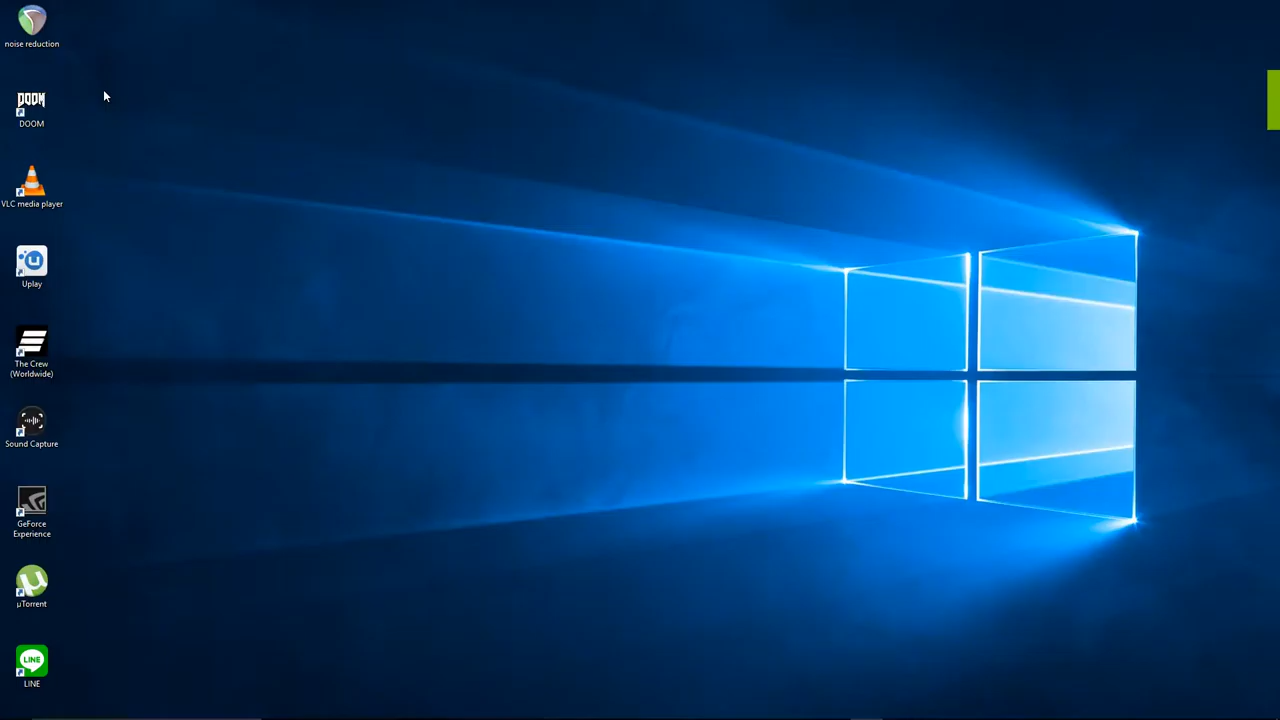 noise reduction
DOOM
DOOM
VLC media player
u
Uplay
The Crew
(Worldwide)
Sound Capture
GeForce
Experience
µ
µTorrent
LINE
LINE